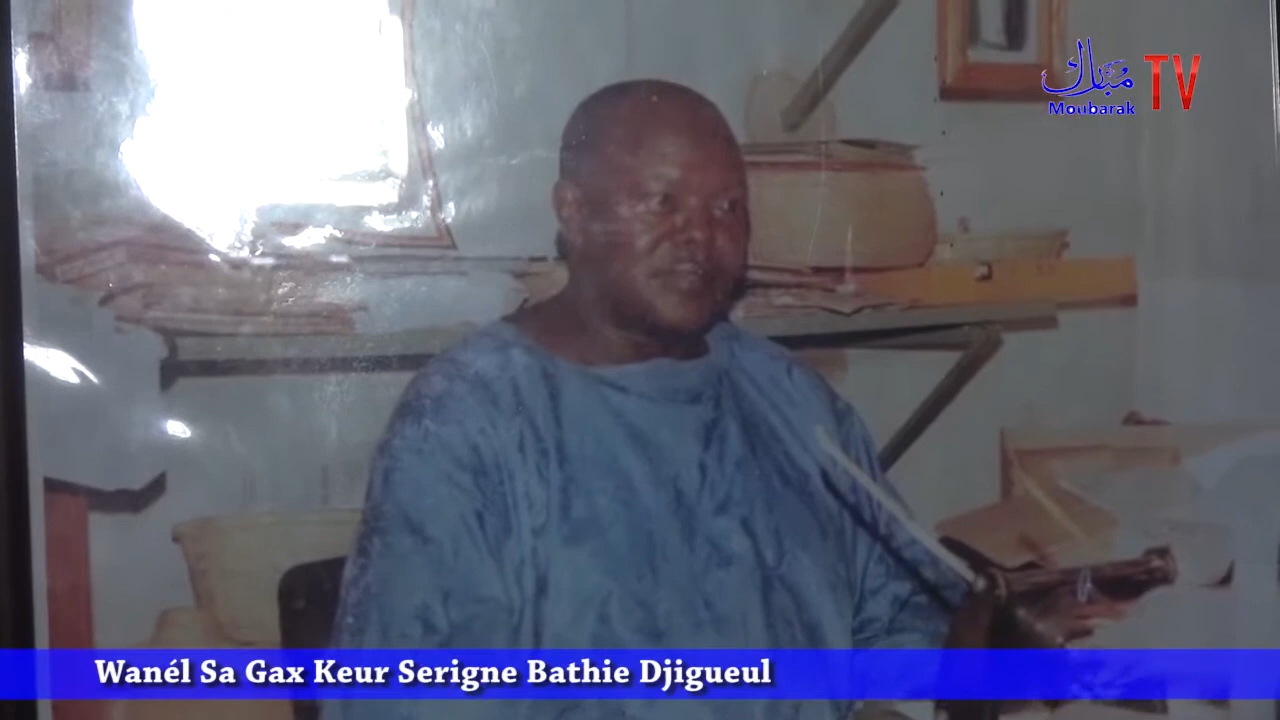 مبارك
TV
Moubarak
Wanél Sa Gax Keur Serigne Bathie Djigueul